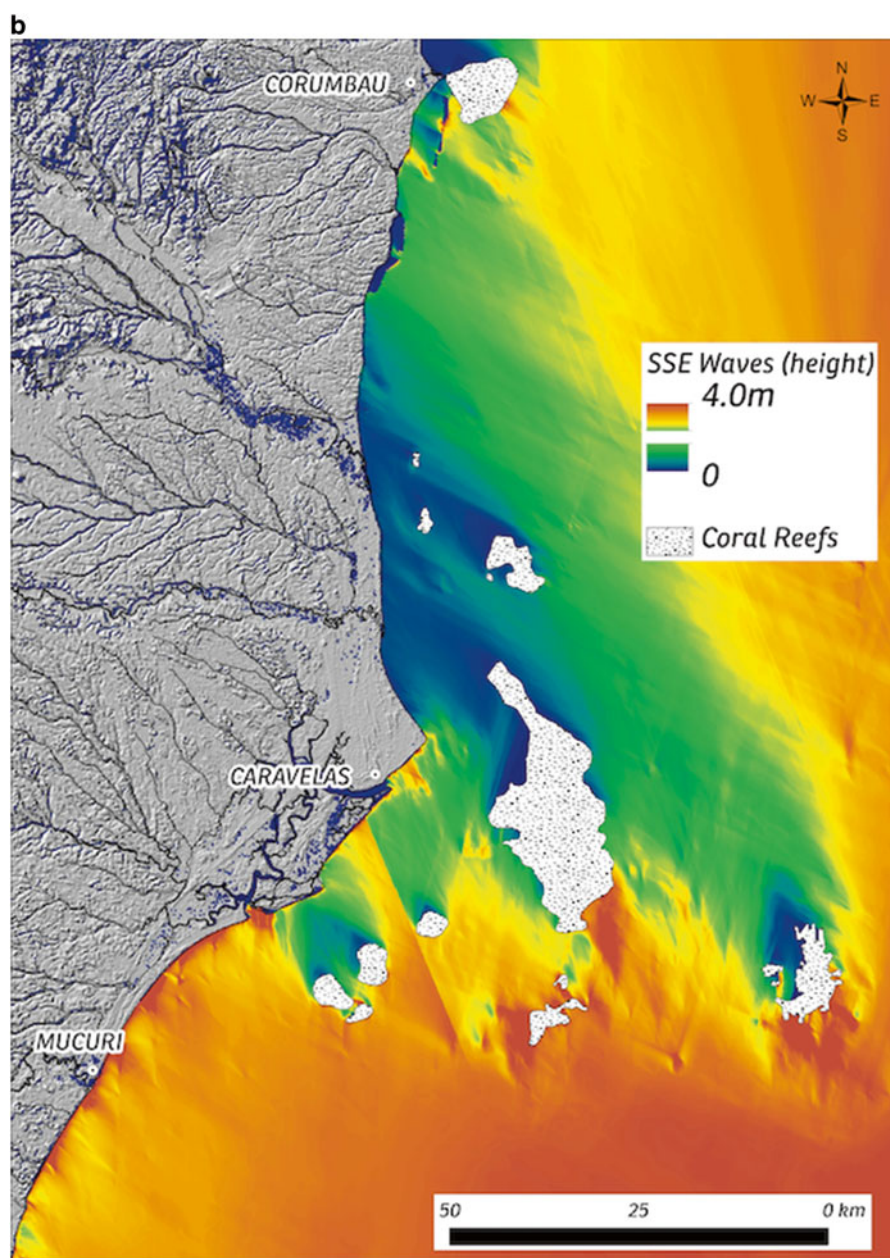 b
CORUMBAU
N
W E
S
SSE Waves (height)
4.0m
0
Coral Reefs
CARAVELAS
MUCURI
50 25 0 km